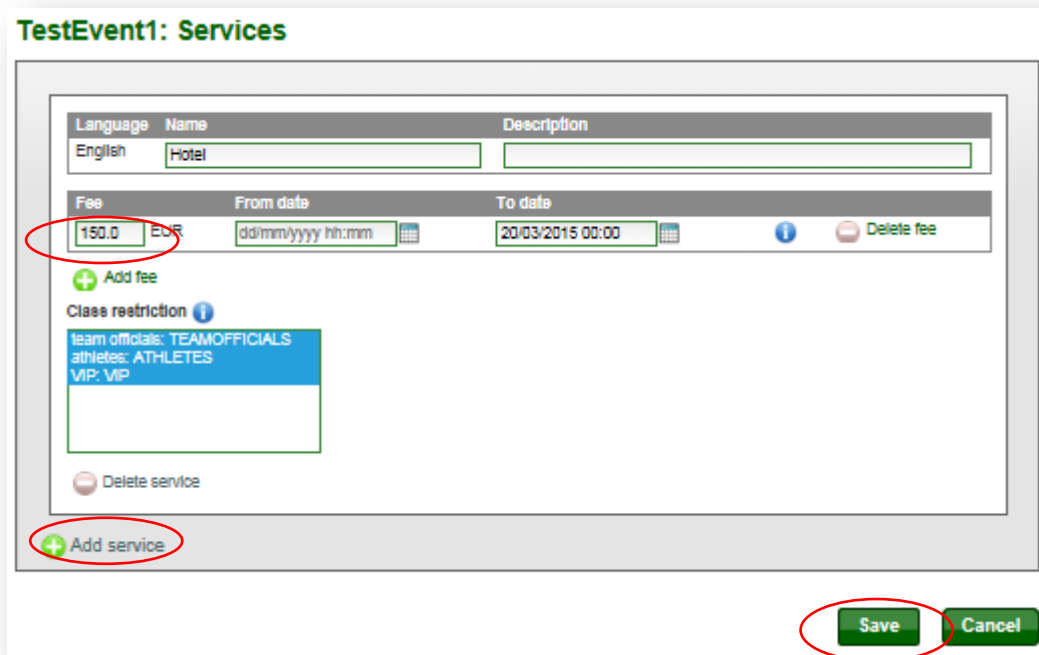 TestEvent1: Services
Language Name Description
English Hotel
Fee From date To date
150.0 EUR dd/mm/yyyy hh:mm 20/03/2015 00:00 Delete fee
Add fee
Class restriction
team officials: TEAMOFFICIALS
athletes: ATHLETES
VIP: VIP
Delete service
Add service
Save Cancel